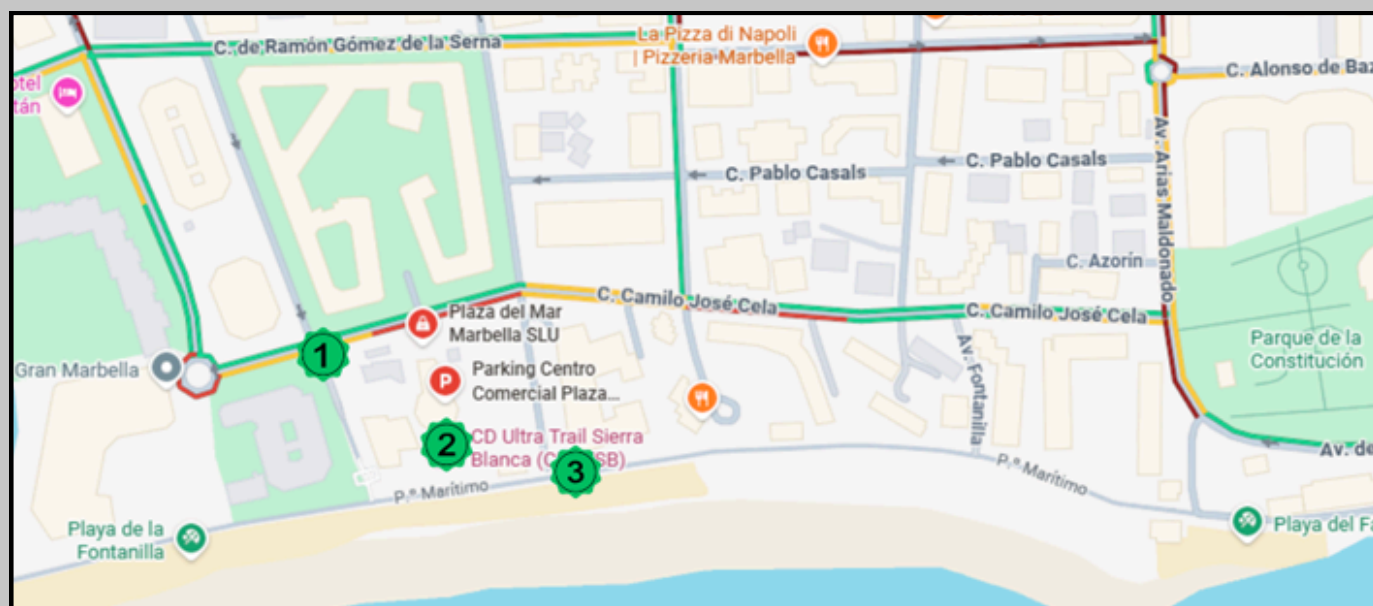 C. de Ramón Gómez de la Serna
La Pizza di Napoli
| Pizzeria Marbella
otel
tán
C. Alonso de Baz
C. Pablo Casals
C. Pablo Casals
Av. Arias Maldonado
C. Azorín
C. Camilo José Cela
C. Camilo José Cela
Plaza del Mar
Marbella SLU
1
Gran Marbella
Parque de la
Constitución
Parking Centro
Comercial Plaza...
P
Av. Fontanilla
2
CD Ultra Trail Sierra
Blanca (C SB)
3
Av. de
P.º Marítimo
P.º Marítimo
Playa de la
Fontanilla
Playa del Fa